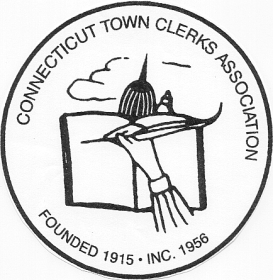 CONNECTICUT TOWN CLERKS ASSOCIATION
FOUNDED 1915 · INC. 1956